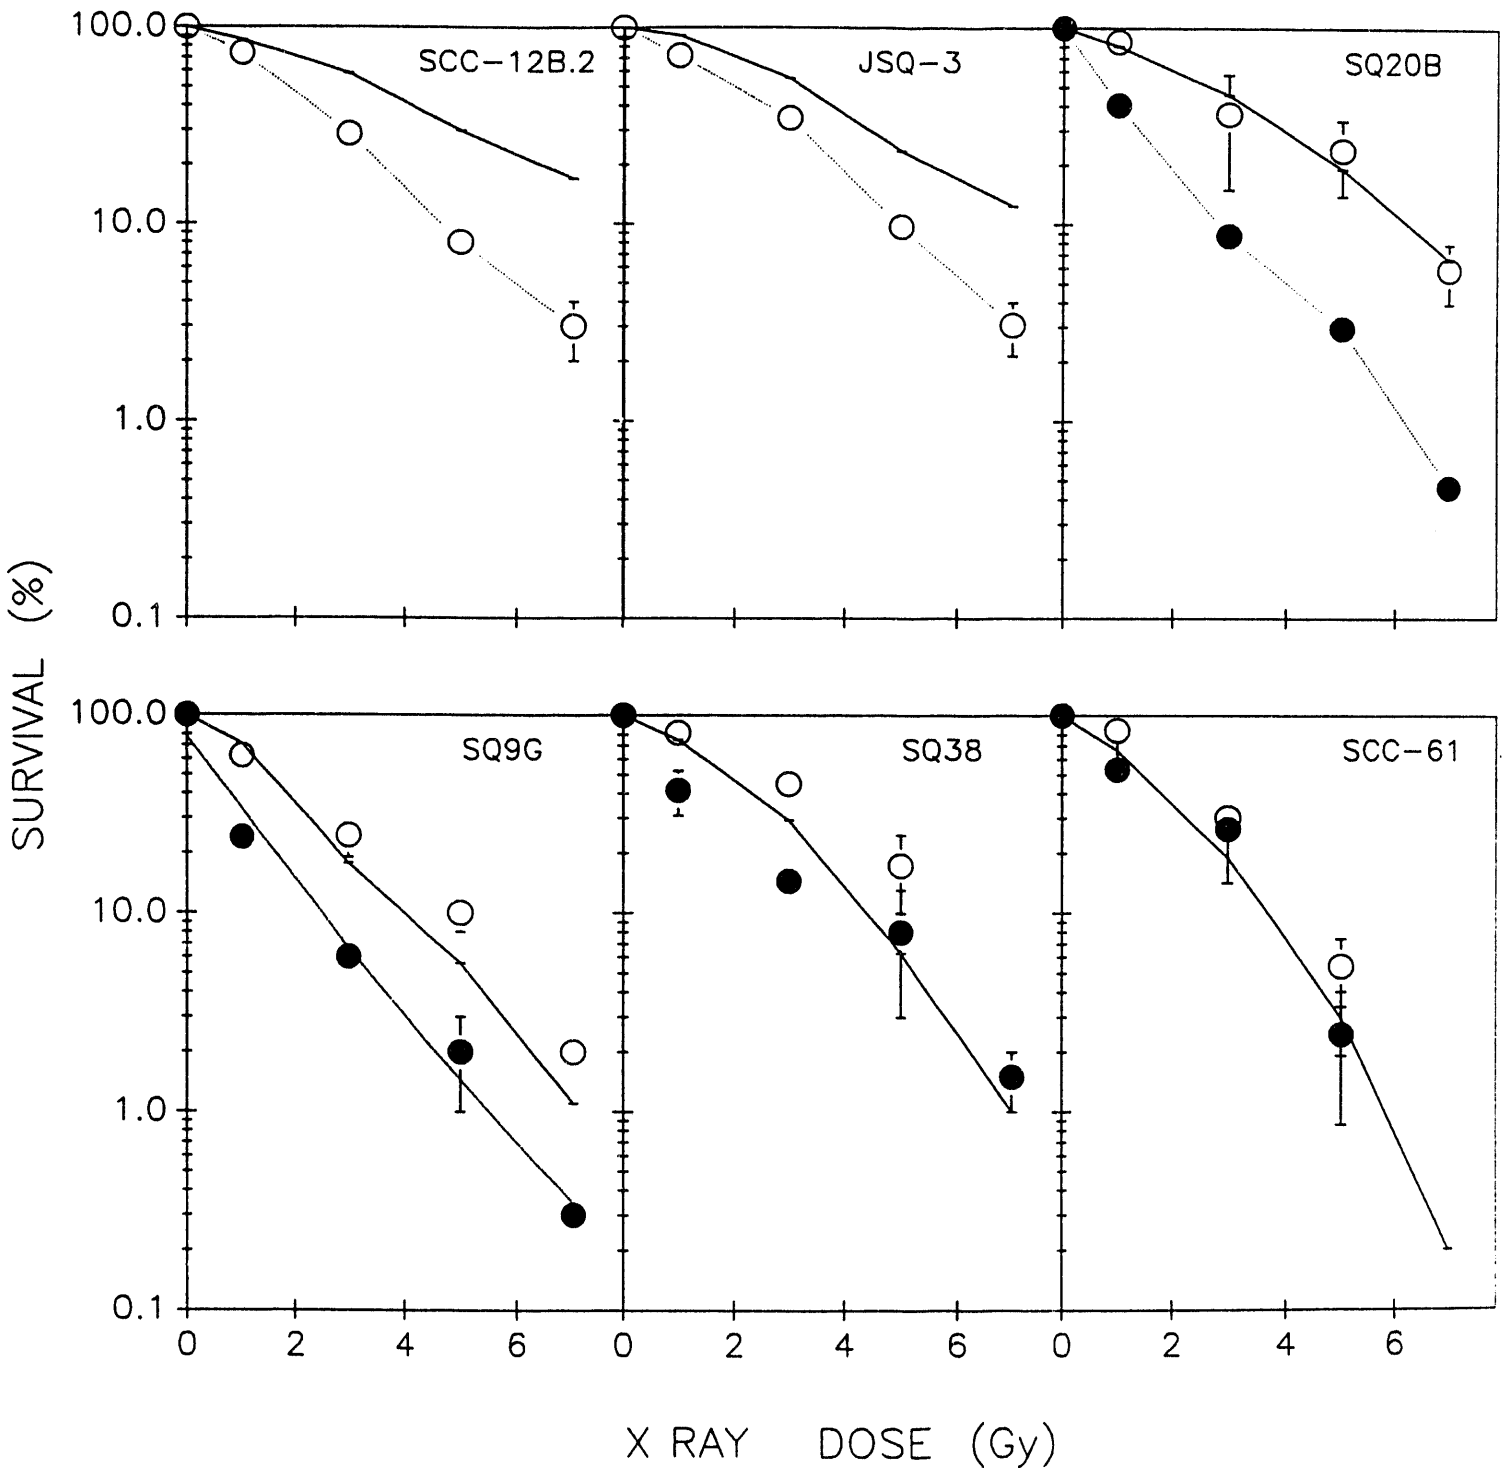 SCC-12B.2
JSQ-3
SQ20B
100.0
10.0
1.0
0.1
SURVIVAL (%)
SQ9G
SQ38
SCC-61
100.0
10.0
1.0
0.1
0 2 4 6 0 2 4 6 0 2 4 6
X RAY DOSE (Gy)